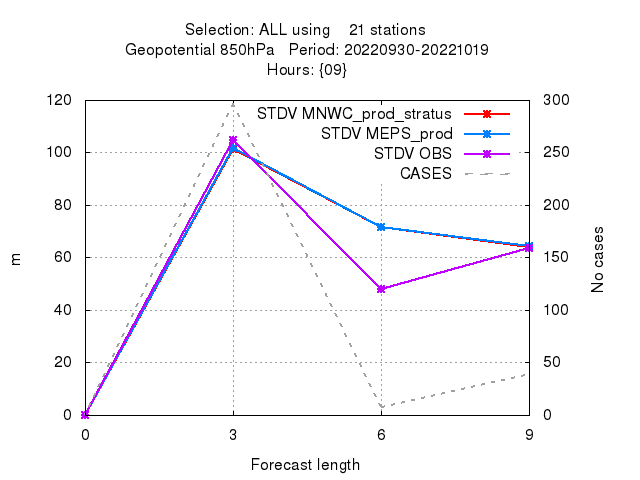 Selection: ALL using    21 stations
Geopotential 850hPa   Period: 20220930-20221019
Hours: {09}
STDV MNWC_prod_stratus
STDV MEPS_prod
STDV OBS
CASES
120
100
80
60
40
20
0
m
300
250
200
150
100
50
0
No cases
0 3 6 9
Forecast length